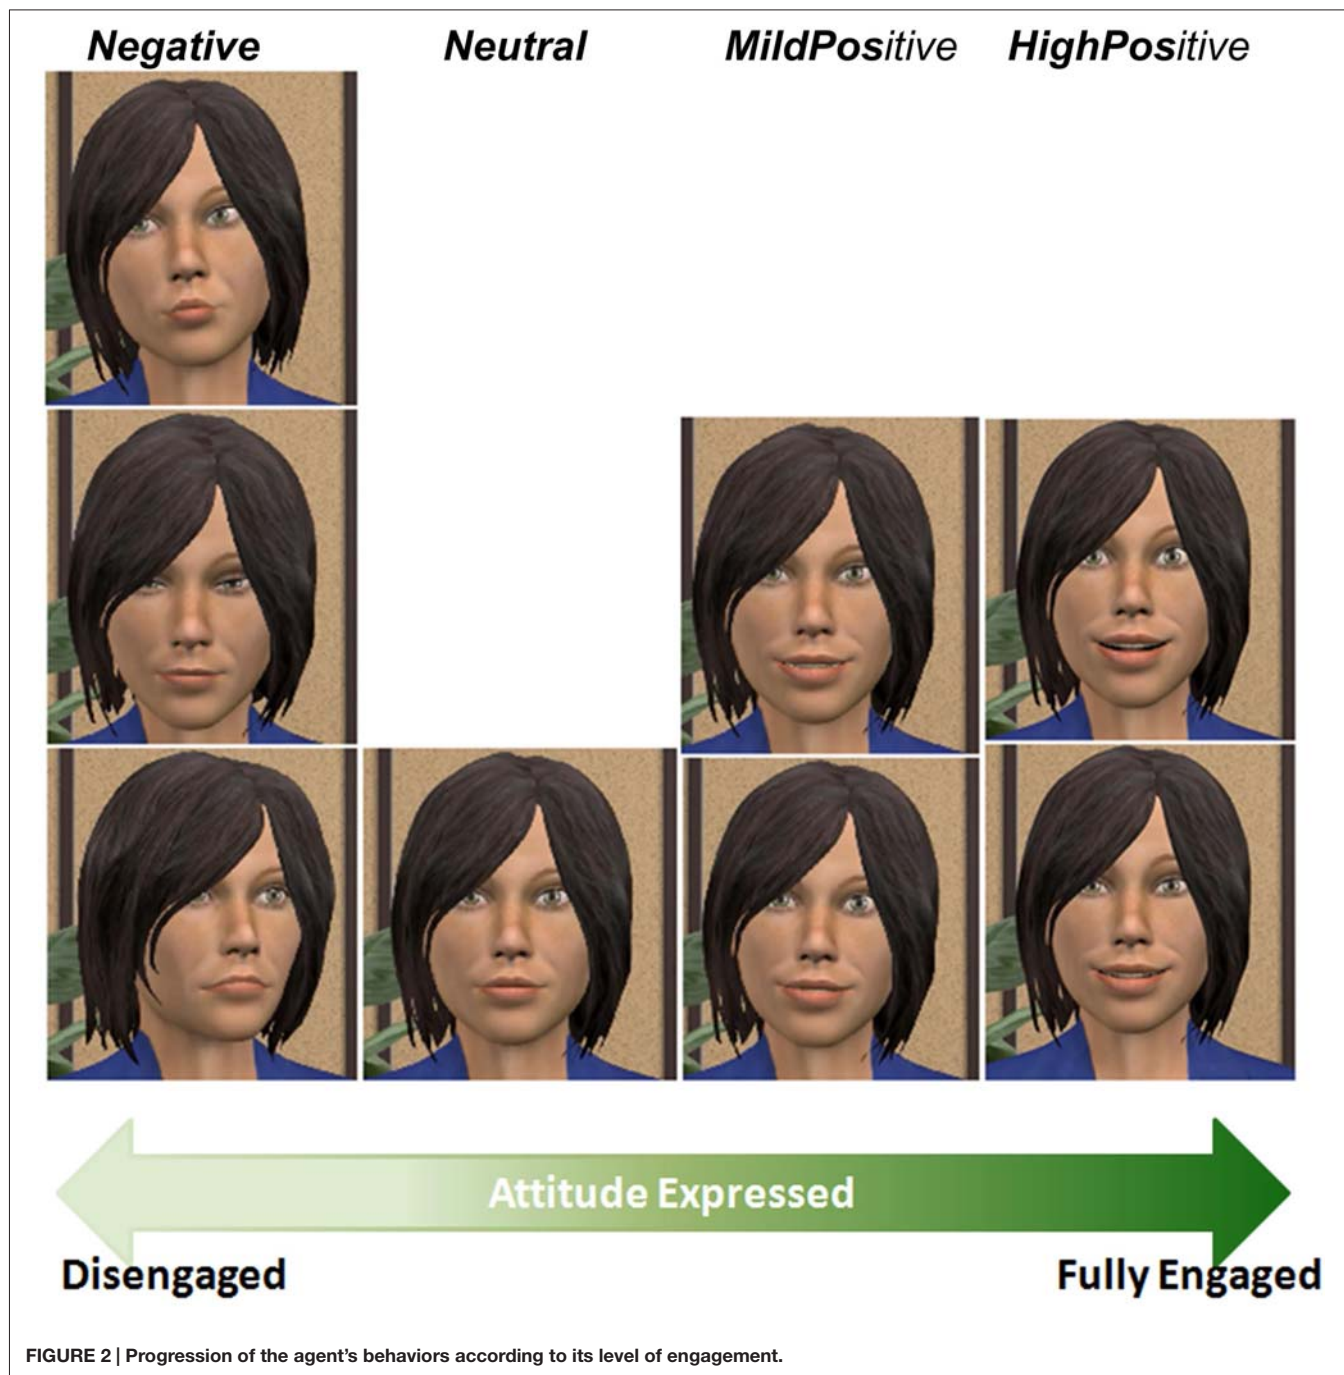 Negative Neutral MildPositive HighPositive
Attitude Expressed
Disengaged Fully Engaged
FIGURE 2 | Progression of the agent's behaviors according to its level of engagement.